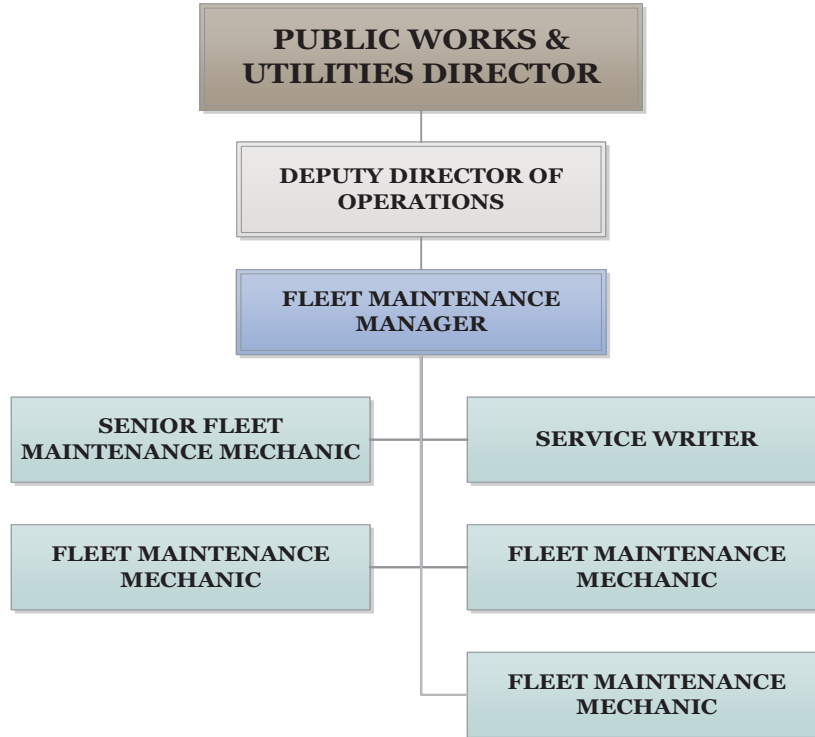 PUBLIC WORKS &
UTILITIES DIRECTOR
DEPUTY DIRECTOR OF
OPERATIONS
FLEET MAINTENANCE
MANAGER
SENIOR FLEET
MAINTENANCE MECHANIC
SERVICE WRITER
FLEET MAINTENANCE
MECHANIC
FLEET MAINTENANCE
MECHANIC
FLEET MAINTENANCE
MECHANIC